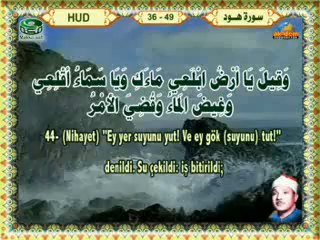 HUD
36 - 49
سورة هود
وَقِيلَ يَا أَرْضُ ابْلَعِي مَاءَكِ وَيَا سَمَاءُ أَقْلِعِي
وَغِيضَ الْمَاءُ وَقُضِيَ الْأَمْرُ
44- (Nihayet) "Ey yer suyunu yut! Ve ey gök (suyunu) tut!"
denildi. Su çekildi: iş bitirildi;